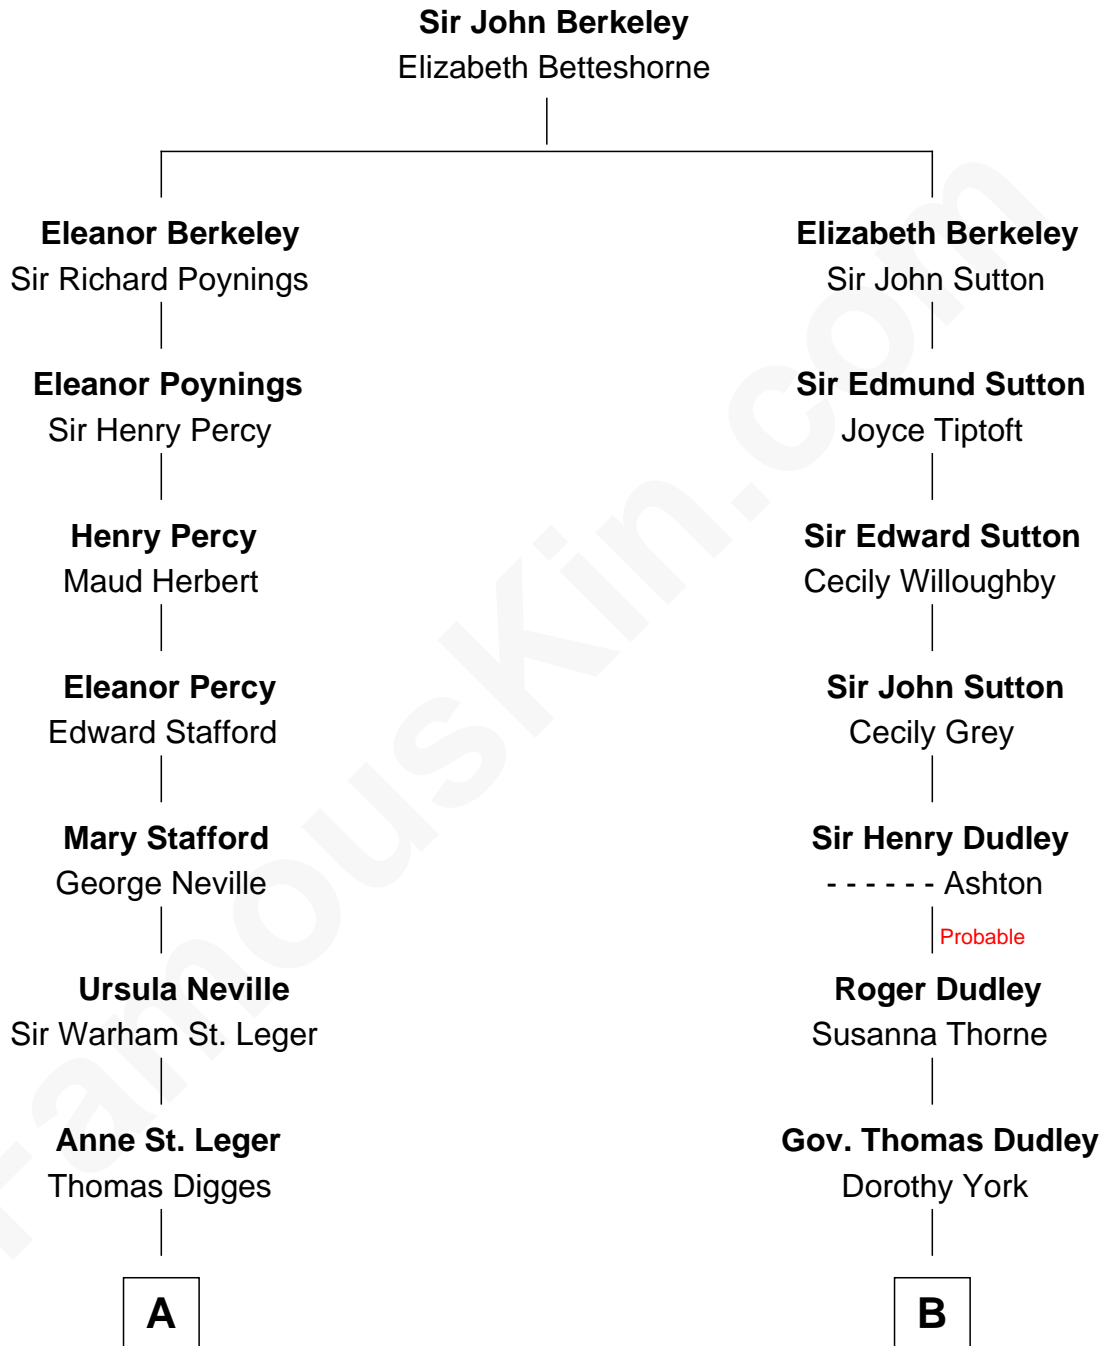 Sir John Berkeley
Elizabeth Betteshorne
Eleanor Berkeley
Sir Richard Poynings
Elizabeth Berkeley
Sir John Sutton
Eleanor Poynings
Sir Henry Percy
Sir Edmund Sutton
Joyce Tiptoft
Henry Percy
Maud Herbert
Sir Edward Sutton
Cecily Willoughby
Eleanor Percy
Edward Stafford
Sir John Sutton
Cecily Grey
Mary Stafford
George Neville
Sir Henry Dudley
- - - - - - Ashton
Probable
Ursula Neville
Sir Warham St. Leger
Roger Dudley
Susanna Thorne
Anne St. Leger
Thomas Digges
Gov. Thomas Dudley
Dorothy York
A
B
FamousKin.com